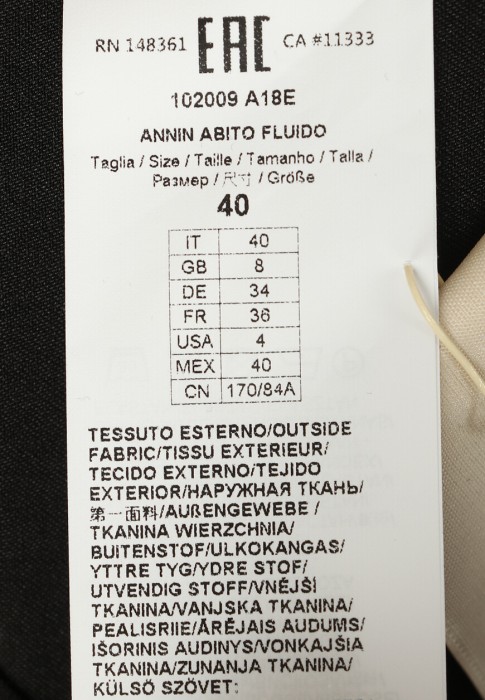 RN 148361 EAC CA #11333
102009 A18E
ANNIN ABITO FLUIDO
Taglia / Size / Taille / Tamanho / Talla /
Размер / 尺寸 / Größe
40
IT 40
GB 8
DE 34
FR 36
USA 4
MEX 40
CN 170/84A
TESSUTO ESTERNO/OUTSIDE
FABRIC/TISSU EXTERIEUR/
TECIDO EXTERNO/TEJIDO
EXTERIOR/НАРУЖНАЯ ТКАНЬ/
第一面料/AUßENGEWEBE /
TKANINA WIERZCHNIA/
BUITENSTOF/ULKOKANGAS/
YTTRE TYG/YDRE STOF/
UTVENDIG STOFF/VNĚJŠÍ
TKANINA/VANJSKA TKANINA/
PEALISRIIE/ĀRĒJAIS AUDUMS/
IŠORINIS AUDINYS/VONKAJŠIA
TKANINA/ZUNANJA TKANINA/
KÜLSŐ SZÖVET: